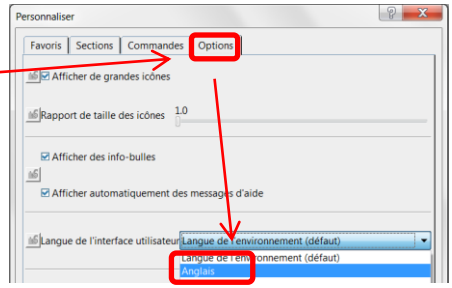 Personnaliser
Favoris Sections Commandes Options
Afficher de grandes icônes
Rapport de taille des icônes 1.0
Afficher des info-bulles
Afficher automatiquement des messages d'aide
Langue de l'interface utilisateur Langue de l'environnement (défaut)
Langue de l'environnement (défaut)
Anglais